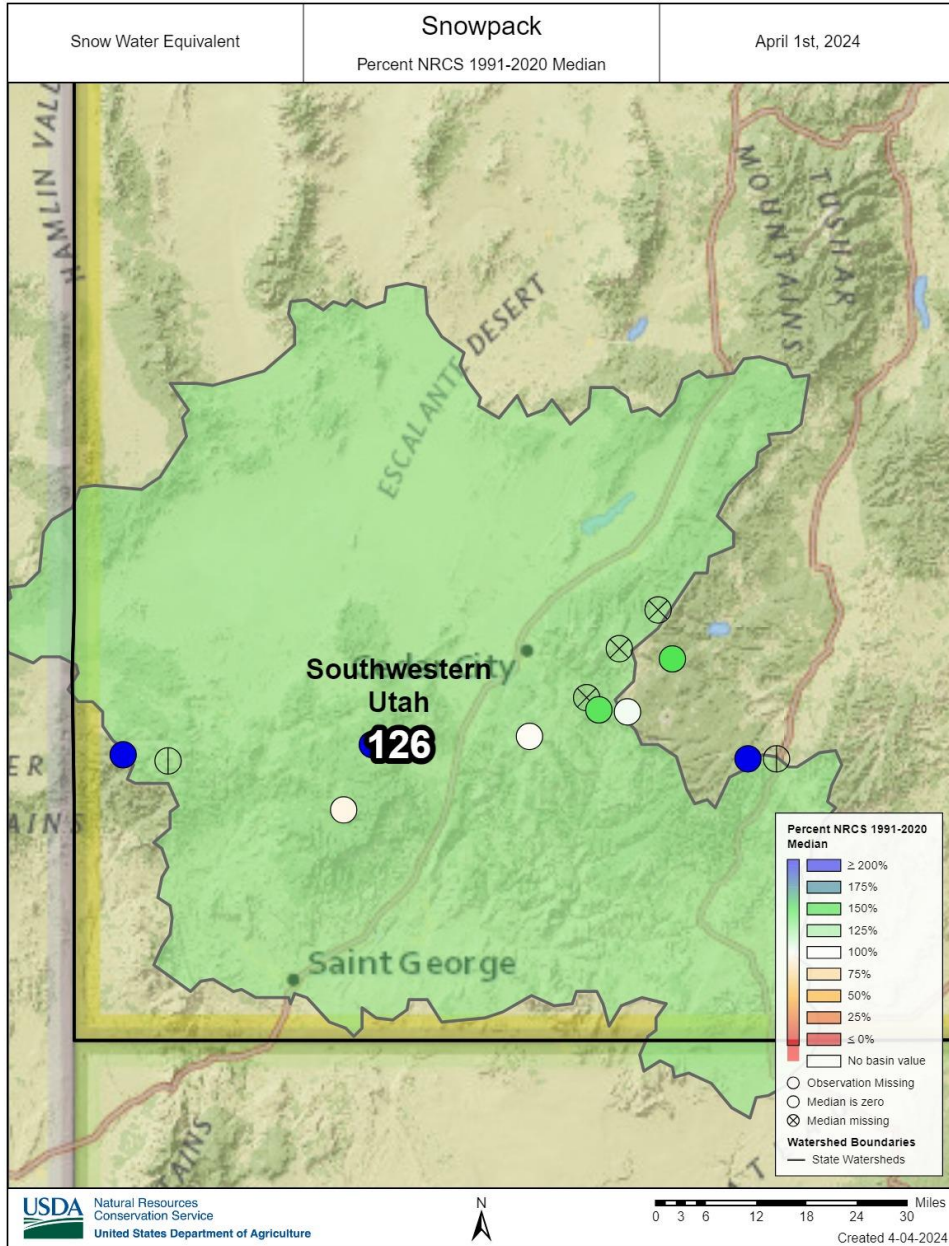 Snow Water Equivalent
Snowpack
Percent NRCS 1991-2020 Median
April 1st, 2024
HAMLIN VALL
MOUNTAINS
TUSHAR
ESCALANTE DESERT
Cedar City
Southwestern
Utah
126
ER
AINS
Saint George
TAINS
Percent NRCS 1991-2020
Median
≥ 200%
175%
150%
125%
100%
75%
50%
25%
≤ 0%
No basin value
Observation Missing
Median is zero
Median missing
Watershed Boundaries
State Watersheds
USDA
Natural Resources
Conservation Service
United States Department of Agriculture
N
Miles
0 3 6 12 18 24 30
Created 4-04-2024